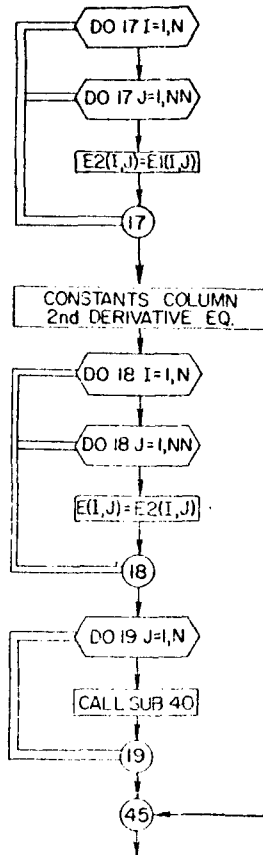 DO 17 I=1,N
DO 17 J=1,NN
E2(I,J)=E1(I,J)
17
CONSTANTS COLUMN
2nd DERIVATIVE EQ.
DO 18 I=1,N
DO 18 J=1,NN
E(I,J)=E2(I,J)
18
DO 19 J=1,N
CALL SUB 40
19
45